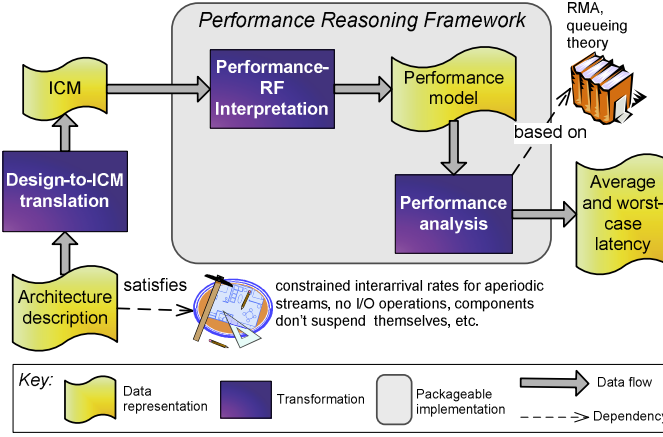 Performance Reasoning Framework
RMA,
queueing
theory
ICM
Performance-
RF
Interpretation
Performance
model
based on
Design-to-ICM
translation
Performance
analysis
Average
and worst-
case
latency
Architecture
description
satisfies
constrained interarrival rates for aperiodic
streams, no I/O operations, components
don't suspend themselves, etc.
Key:
Data
representation
Transformation
Packageable
implementation
Data flow
Dependency